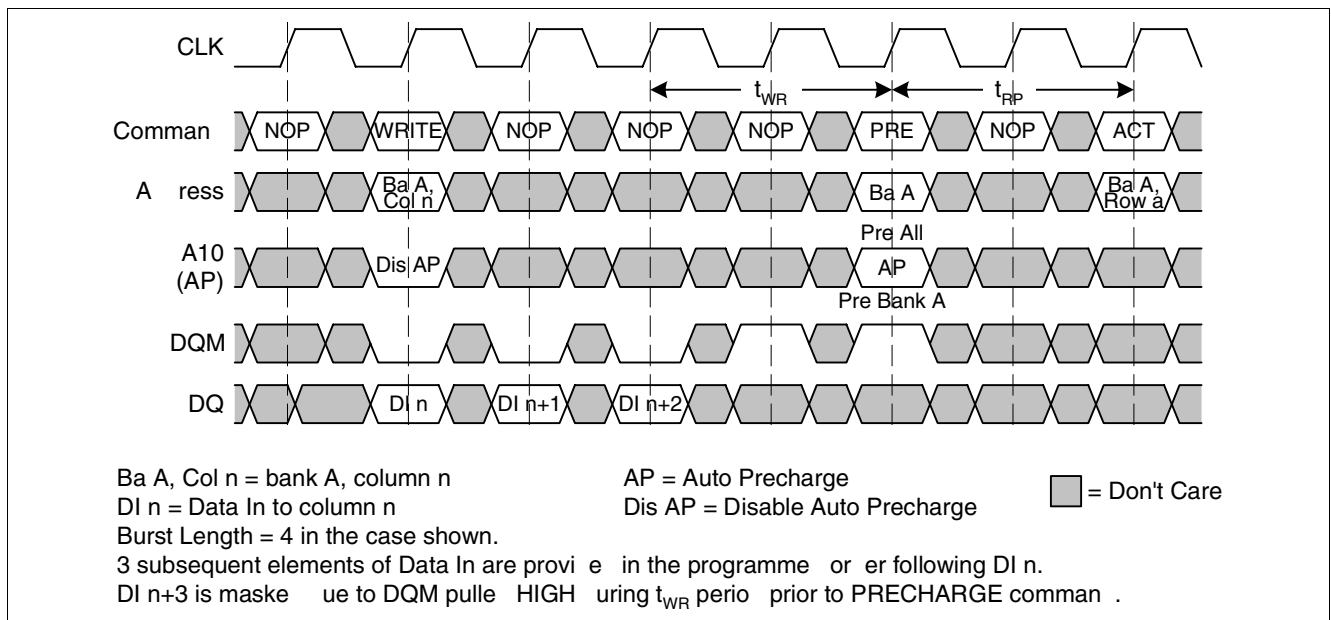 CLK
t_WR t_RP
Comman NOP WRITE NOP NOP NOP PRE NOP ACT
A ress Ba A, Col n Ba A Ba A, Row a
Pre All
A10 (AP) Dis AP AP
Pre Bank A
DQM
DQ DI n DI n+1 DI n+2
Ba A, Col n = bank A, column n AP = Auto Precharge
DI n = Data In to column n Dis AP = Disable Auto Precharge = Don't Care
Burst Length = 4 in the case shown.
3 subsequent elements of Data In are provi e in the programme or er following DI n.
DI n+3 is maske ue to DQM pulle HIGH uring t_WR perio prior to PRECHARGE comman .